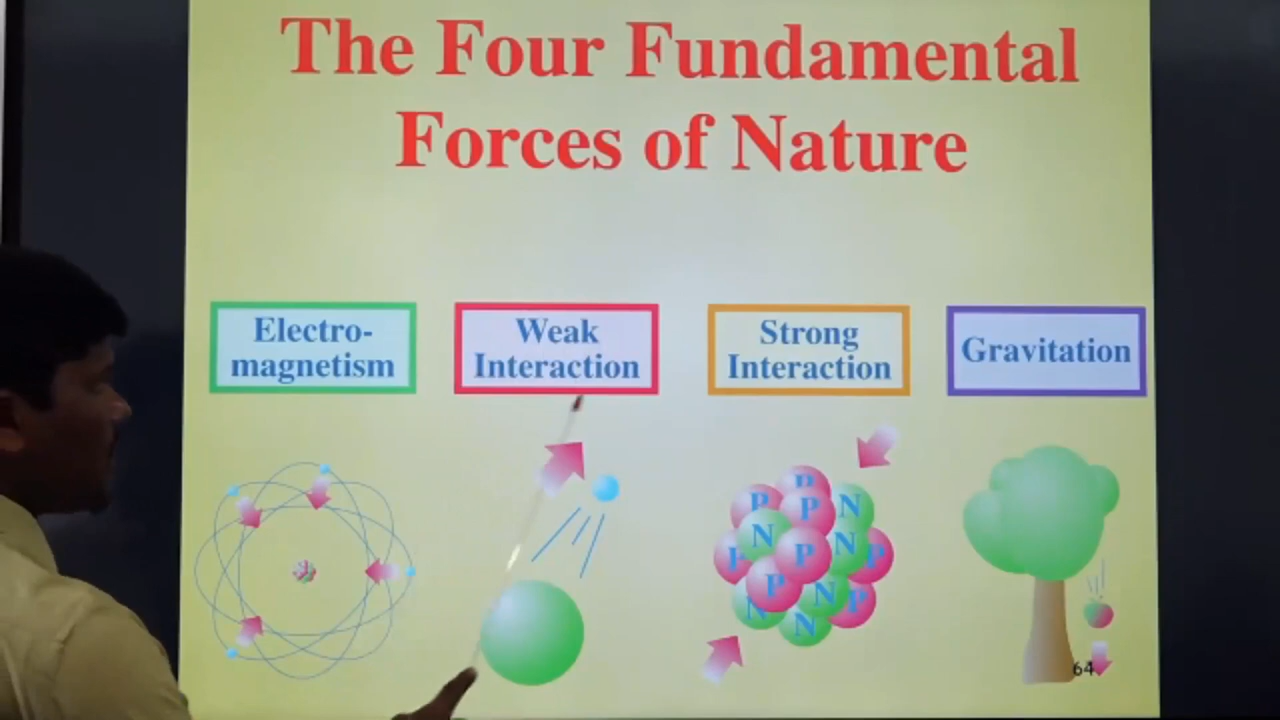 The Four Fundamental
Forces of Nature
Electro-
magnetism
Weak
Interaction
Strong
Interaction
Gravitation
P
P
P
N
N
P
N
P
P
P
N
N
P
N
64